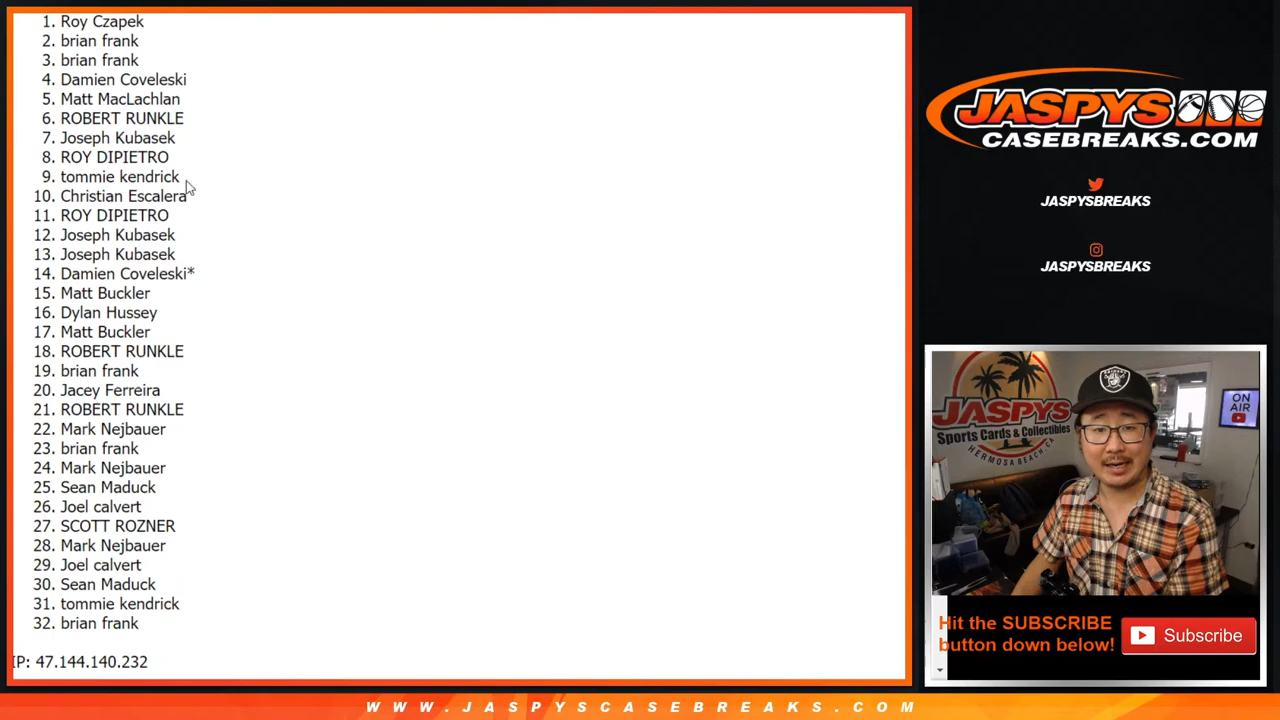 1. Roy Czapek
2. brian frank
3. brian frank
4. Damien Coveleski
5. Matt MacLachlan
6. ROBERT RUNKLE
7. Joseph Kubasek
8. ROY DIPIETRO
9. tommie kendrick
10. Christian Escalera
11. ROY DIPIETRO
12. Joseph Kubasek
13. Joseph Kubasek
14. Damien Coveleski*
15. Matt Buckler
16. Dylan Hussey
17. Matt Buckler
18. ROBERT RUNKLE
19. brian frank
20. Jacey Ferreira
21. ROBERT RUNKLE
22. Mark Nejbauer
23. brian frank
24. Mark Nejbauer
25. Sean Maduck
26. Joel calvert
27. SCOTT ROZNER
28. Mark Nejbauer
29. Joel calvert
30. Sean Maduck
31. tommie kendrick
32. brian frank
IP: 47.144.140.232
JASPYS
CASEBREAKS.COM
JASPYSBREAKS
JASPYSBREAKS
JASPYS
Sports Cards & Collectibles
HERMOSA BEACH, CA
RAIDERS
ON
AIR
Hit the SUBSCRIBE
button down below!
Subscribe
WWW.JASPYSCASEBREAKS.COM